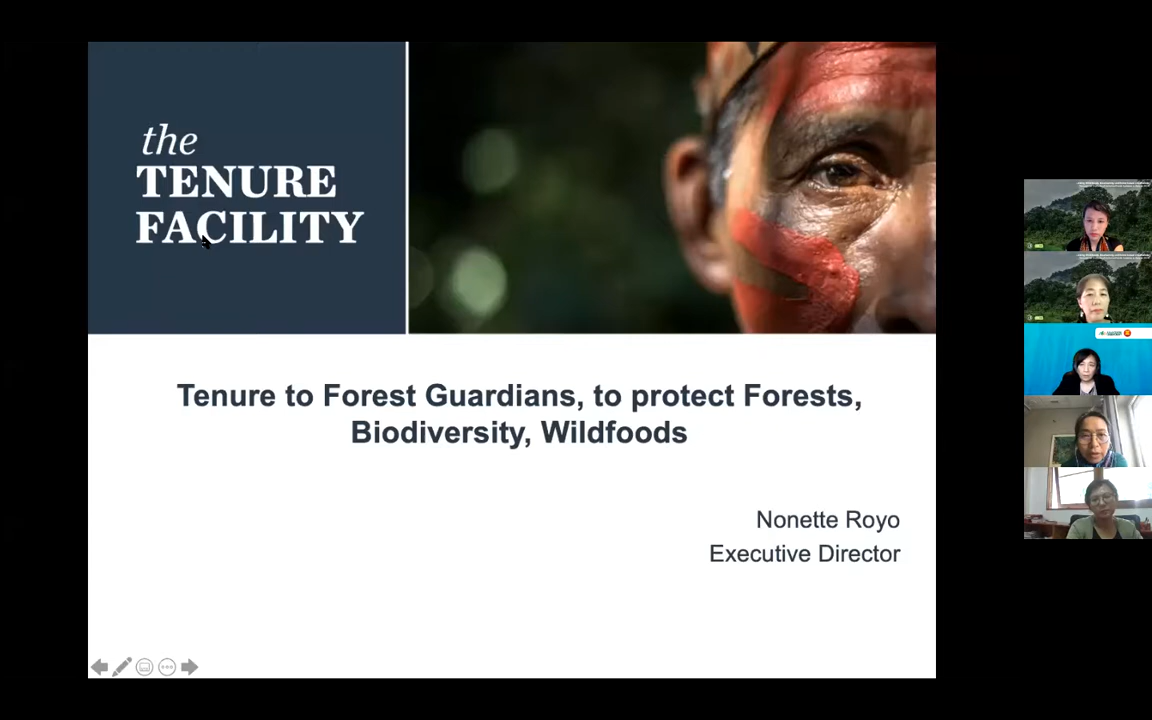 the
TENURE
FACILITY
Tenure to Forest Guardians, to protect Forests,
Biodiversity, Wildfoods
Nonette Royo
Executive Director